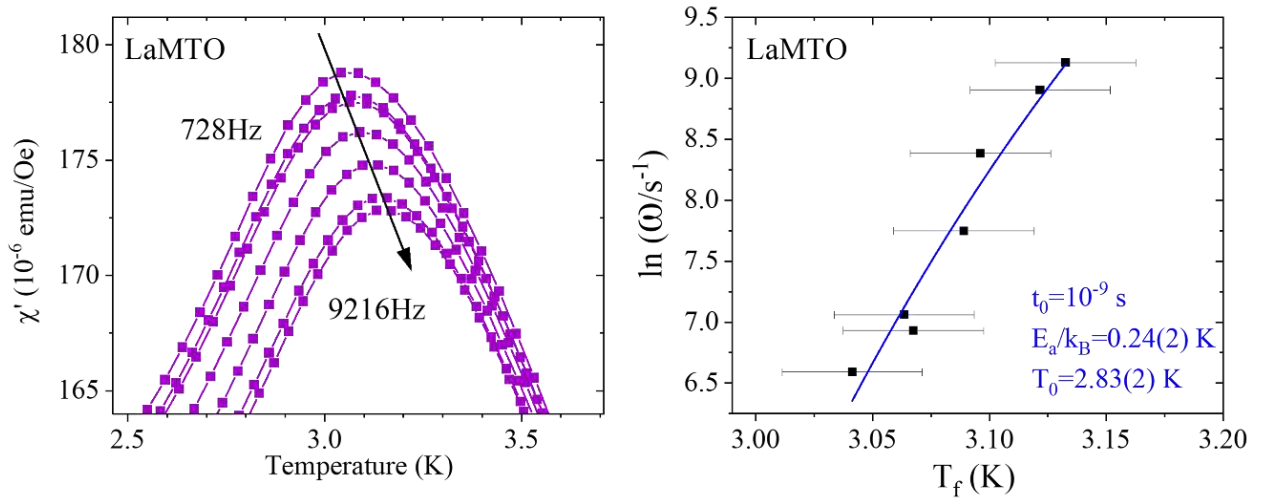 LaMTO
728Hz
9216Hz
180
175
170
165
χ' (10⁻⁶ emu/Oe)
2.5 3.0 3.5
Temperature (K)
LaMTO
9.5
9.0
8.5
8.0
7.5
7.0
6.5
ln (ω/s⁻¹)
t₀=10⁻⁹ s
Eₐ/k_B=0.24(2) K
T₀=2.83(2) K
3.00 3.05 3.10 3.15 3.20
T_f (K)